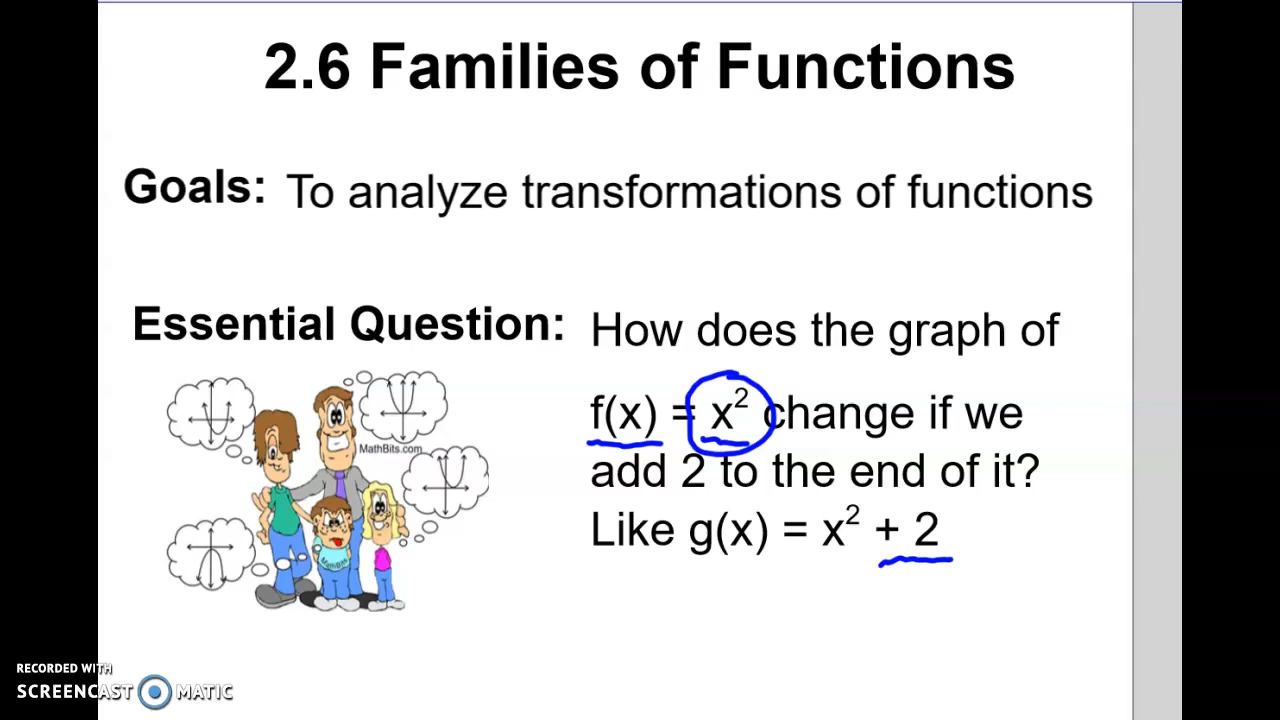 2.6 Families of Functions
Goals: To analyze transformations of functions
Essential Question: How does the graph of
f(x) = x² change if we
add 2 to the end of it?
Like g(x) = x² + 2
MathBits.com
MathBits
RECORDED WITH
SCREENCAST MATIC